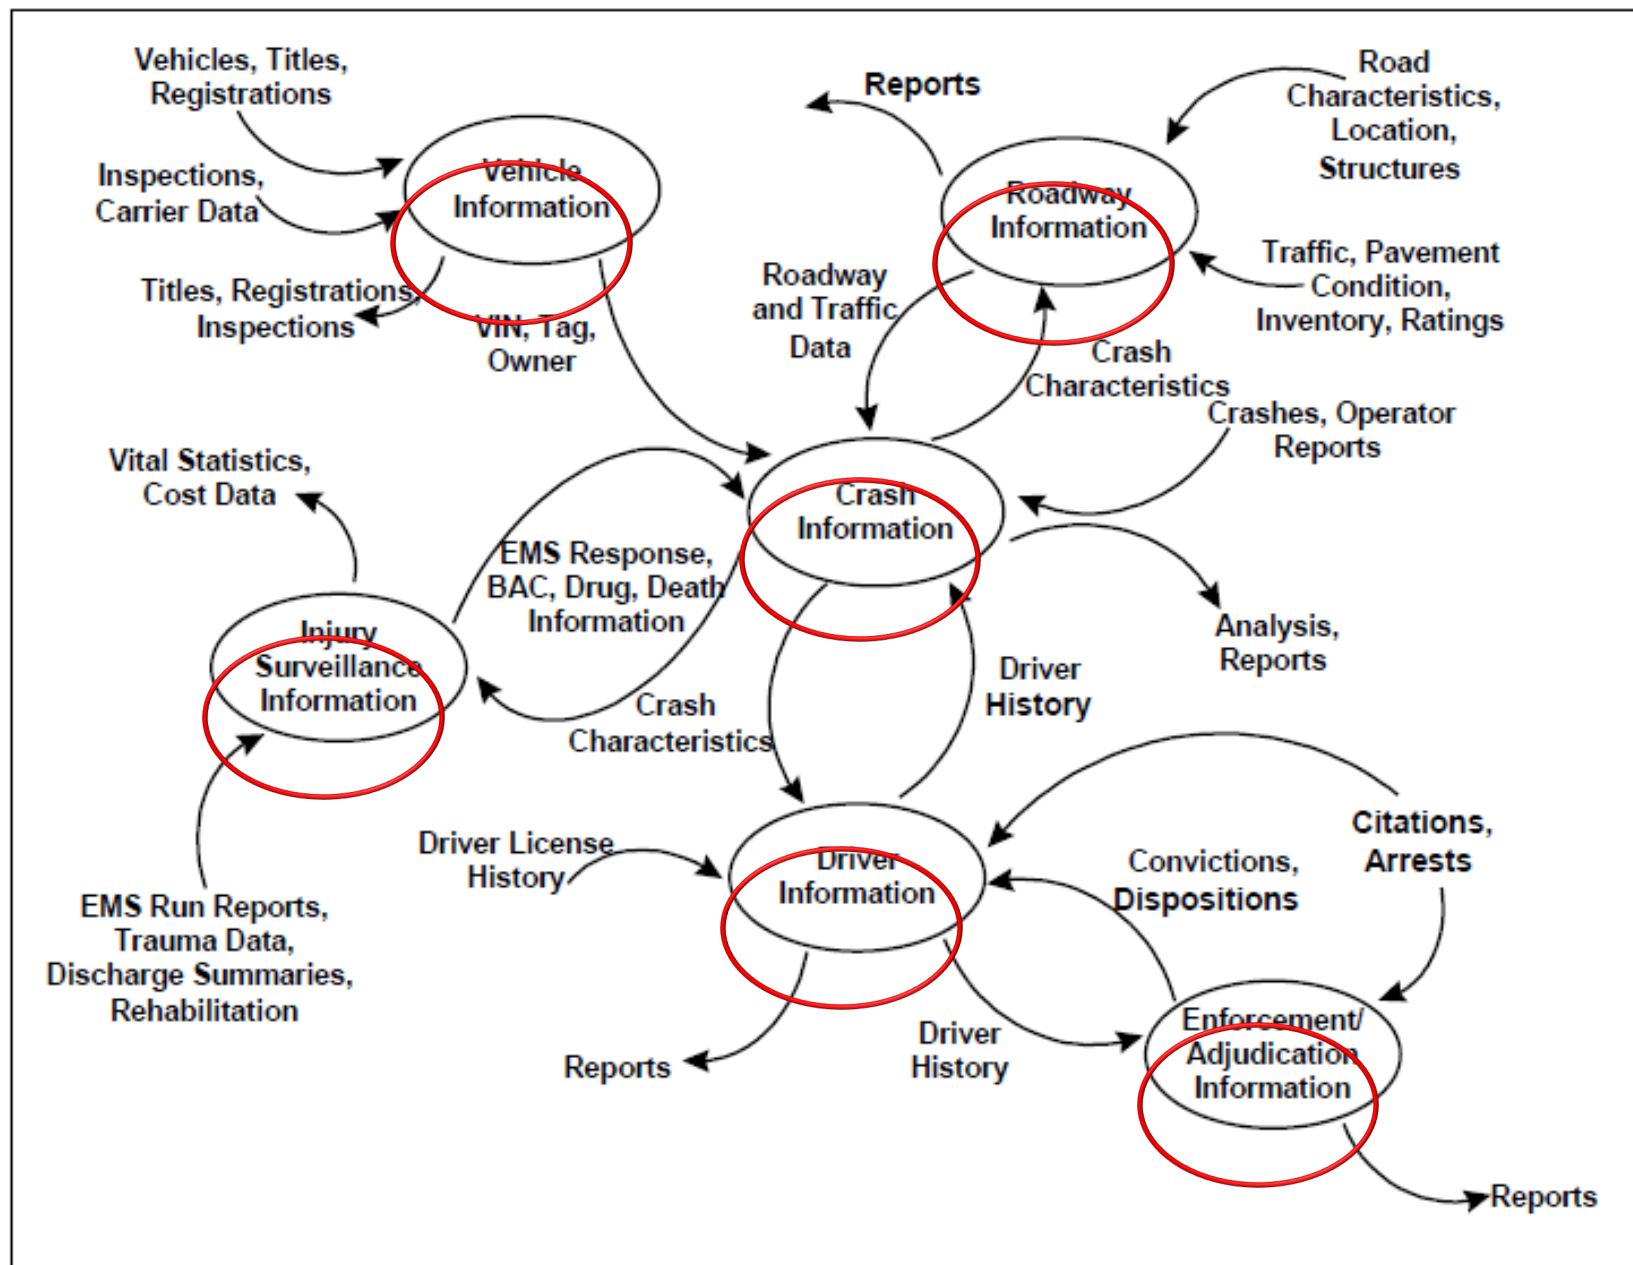 Vehicles, Titles,
Registrations
Inspections,
Carrier Data
Vehicle
Information
Titles, Registrations,
Inspections
VIN, Tag,
Owner
Reports
Road
Characteristics,
Location,
Structures
Roadway
Information
Traffic, Pavement
Condition,
Inventory, Ratings
Roadway
and Traffic
Data
Crash
Characteristics
Crashes, Operator
Reports
Vital Statistics,
Cost Data
Crash
Information
EMS Response,
BAC, Drug, Death
Information
Analysis,
Reports
Injury
Surveillance
Information
Crash
Characteristics
Driver
History
Driver License
History
Driver
Information
Convictions,
Dispositions
Citations,
Arrests
EMS Run Reports,
Trauma Data,
Discharge Summaries,
Rehabilitation
Reports
Driver
History
Enforcement/
Adjudication
Information
Reports